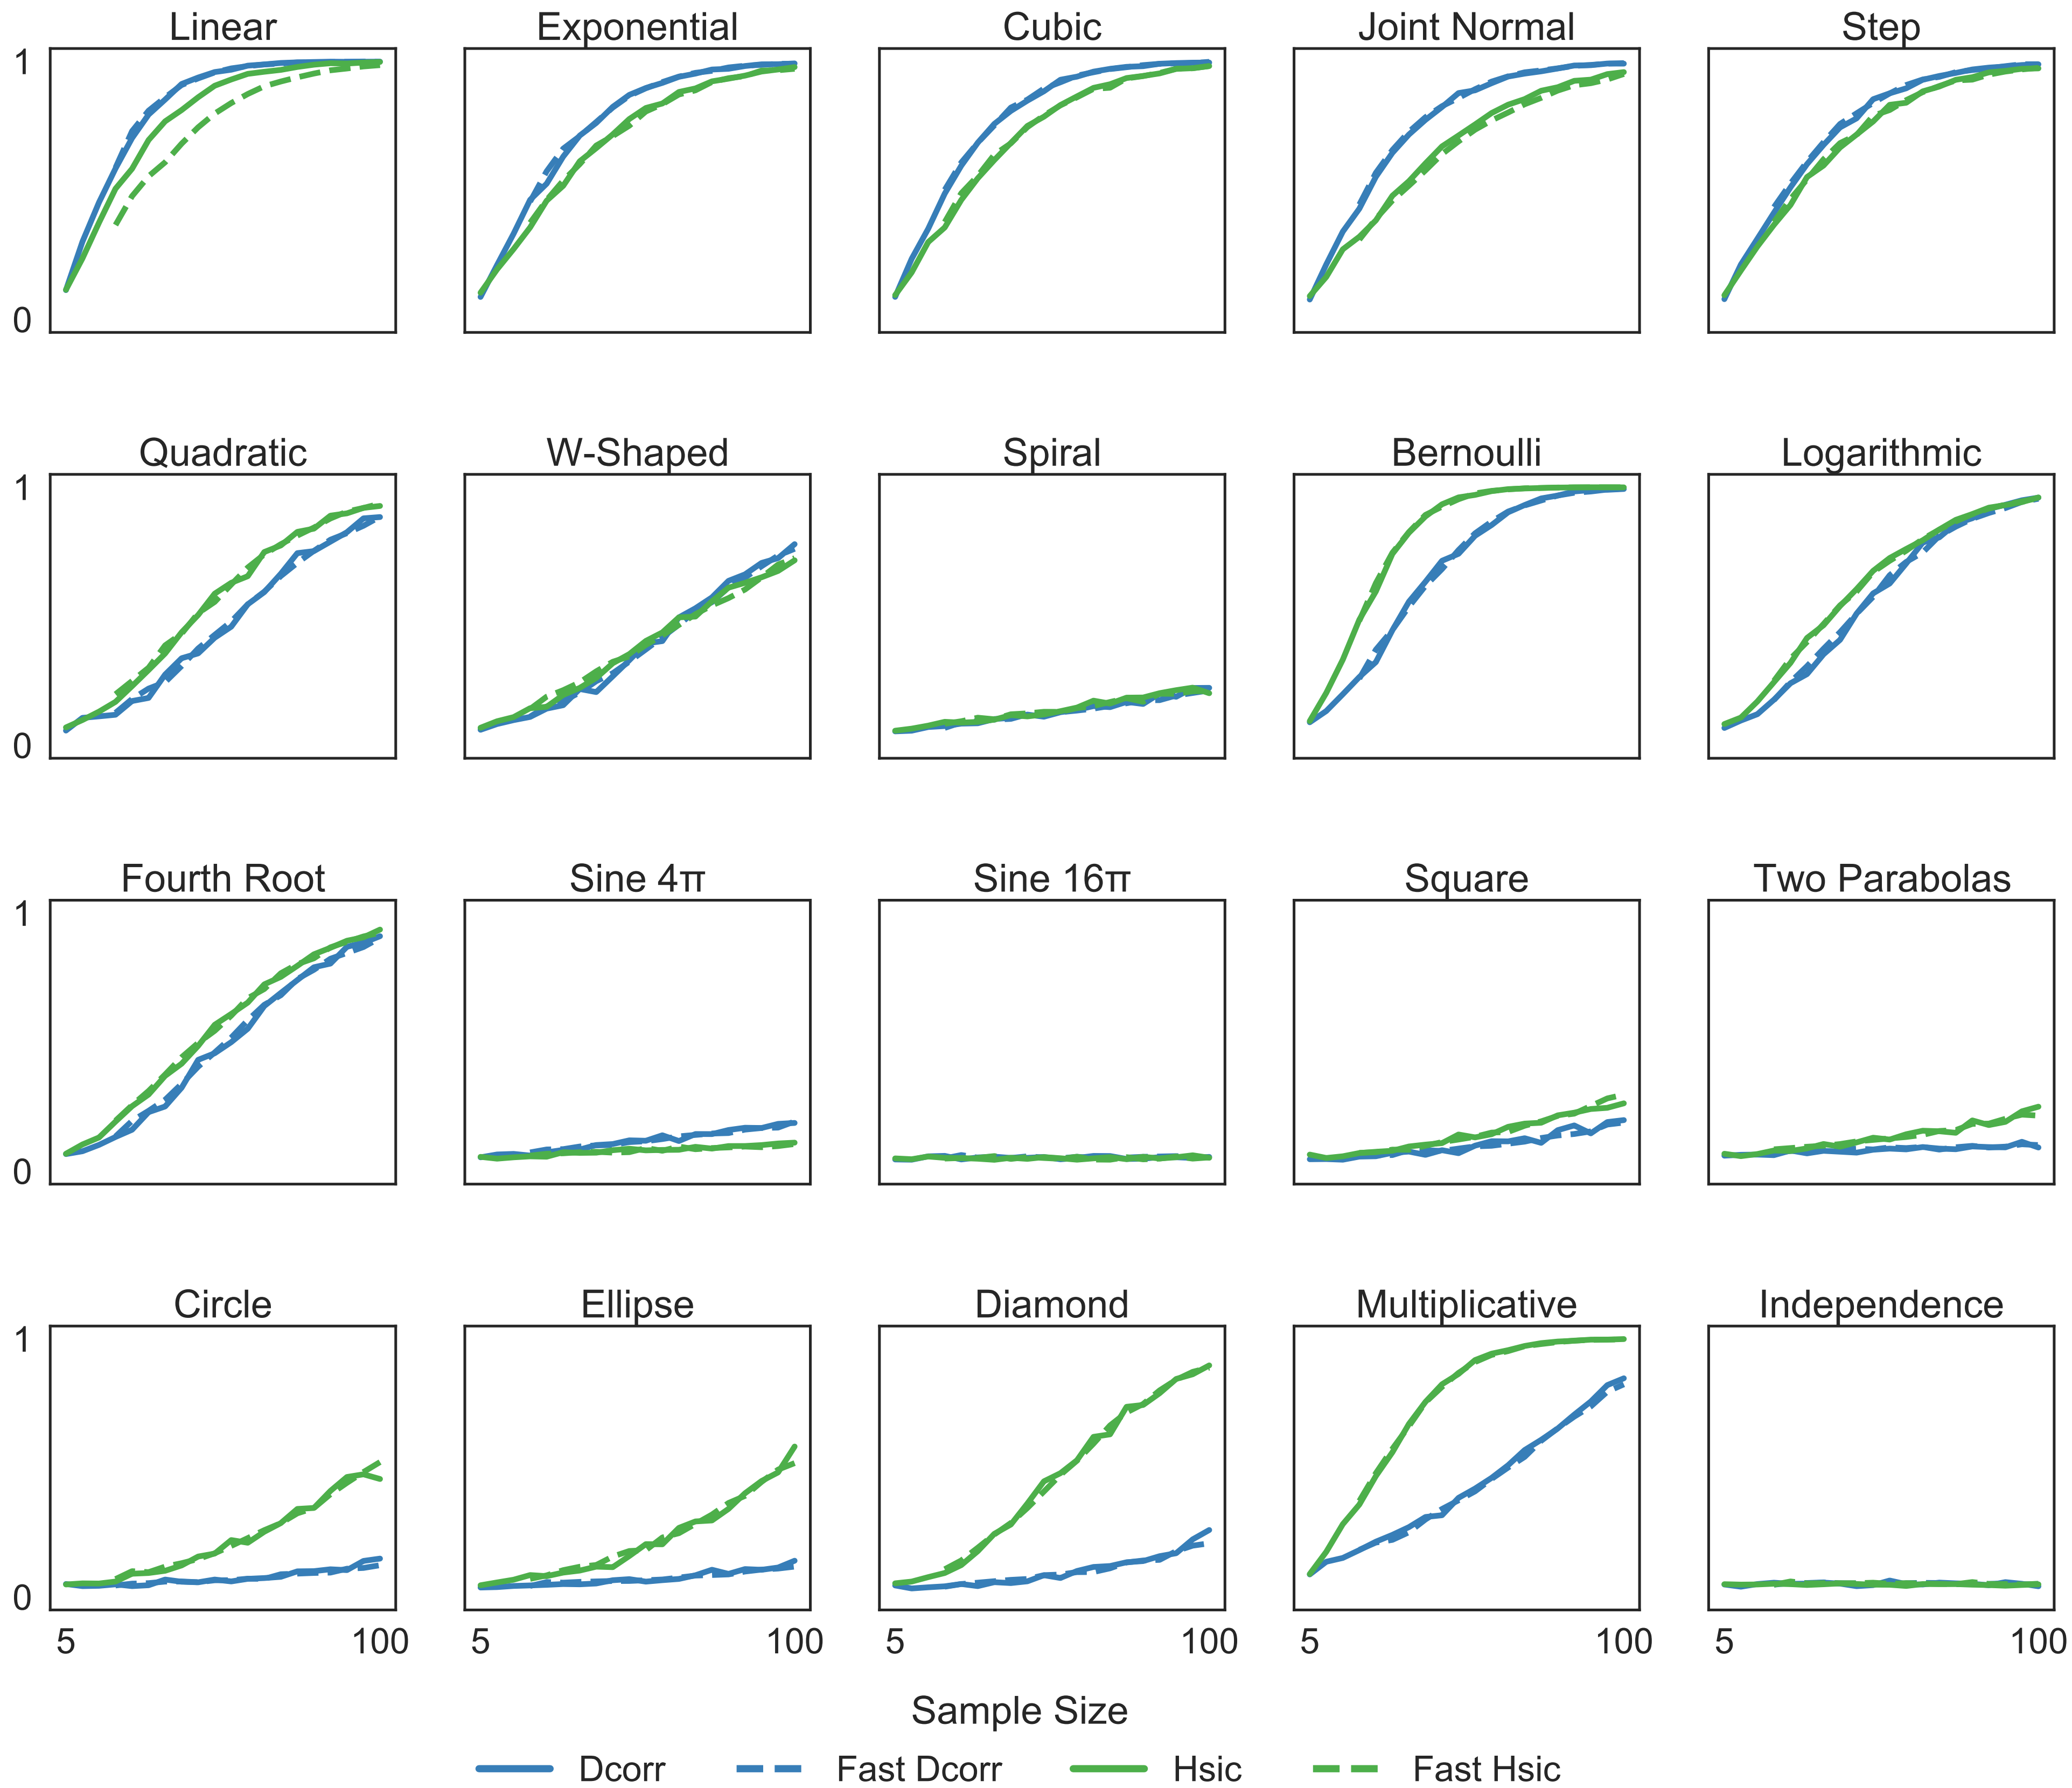 Linear Exponential Cubic Joint Normal Step
1
0
Quadratic W-Shaped Spiral Bernoulli Logarithmic
1
0
Fourth Root Sine 4π Sine 16π Square Two Parabolas
1
0
Circle Ellipse Diamond Multiplicative Independence
1
0
5 100 5 100 5 100 5 100 5 100
Sample Size
Dcorr Fast Dcorr Hsic Fast Hsic